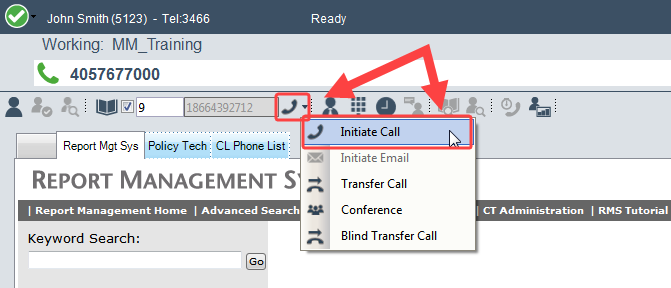 John Smith (5123) - Tel:3466 Ready
Working: MM_Training
4057677000
9 18664392712
Initiate Call
Initiate Email
Transfer Call
Conference
Blind Transfer Call
Report Mgt Sys Policy Tech CL Phone List
REPORT MANAGEMENT SY
| Report Management Home | Advanced Search CT Administration | RMS Tutorial
Keyword Search:
Go